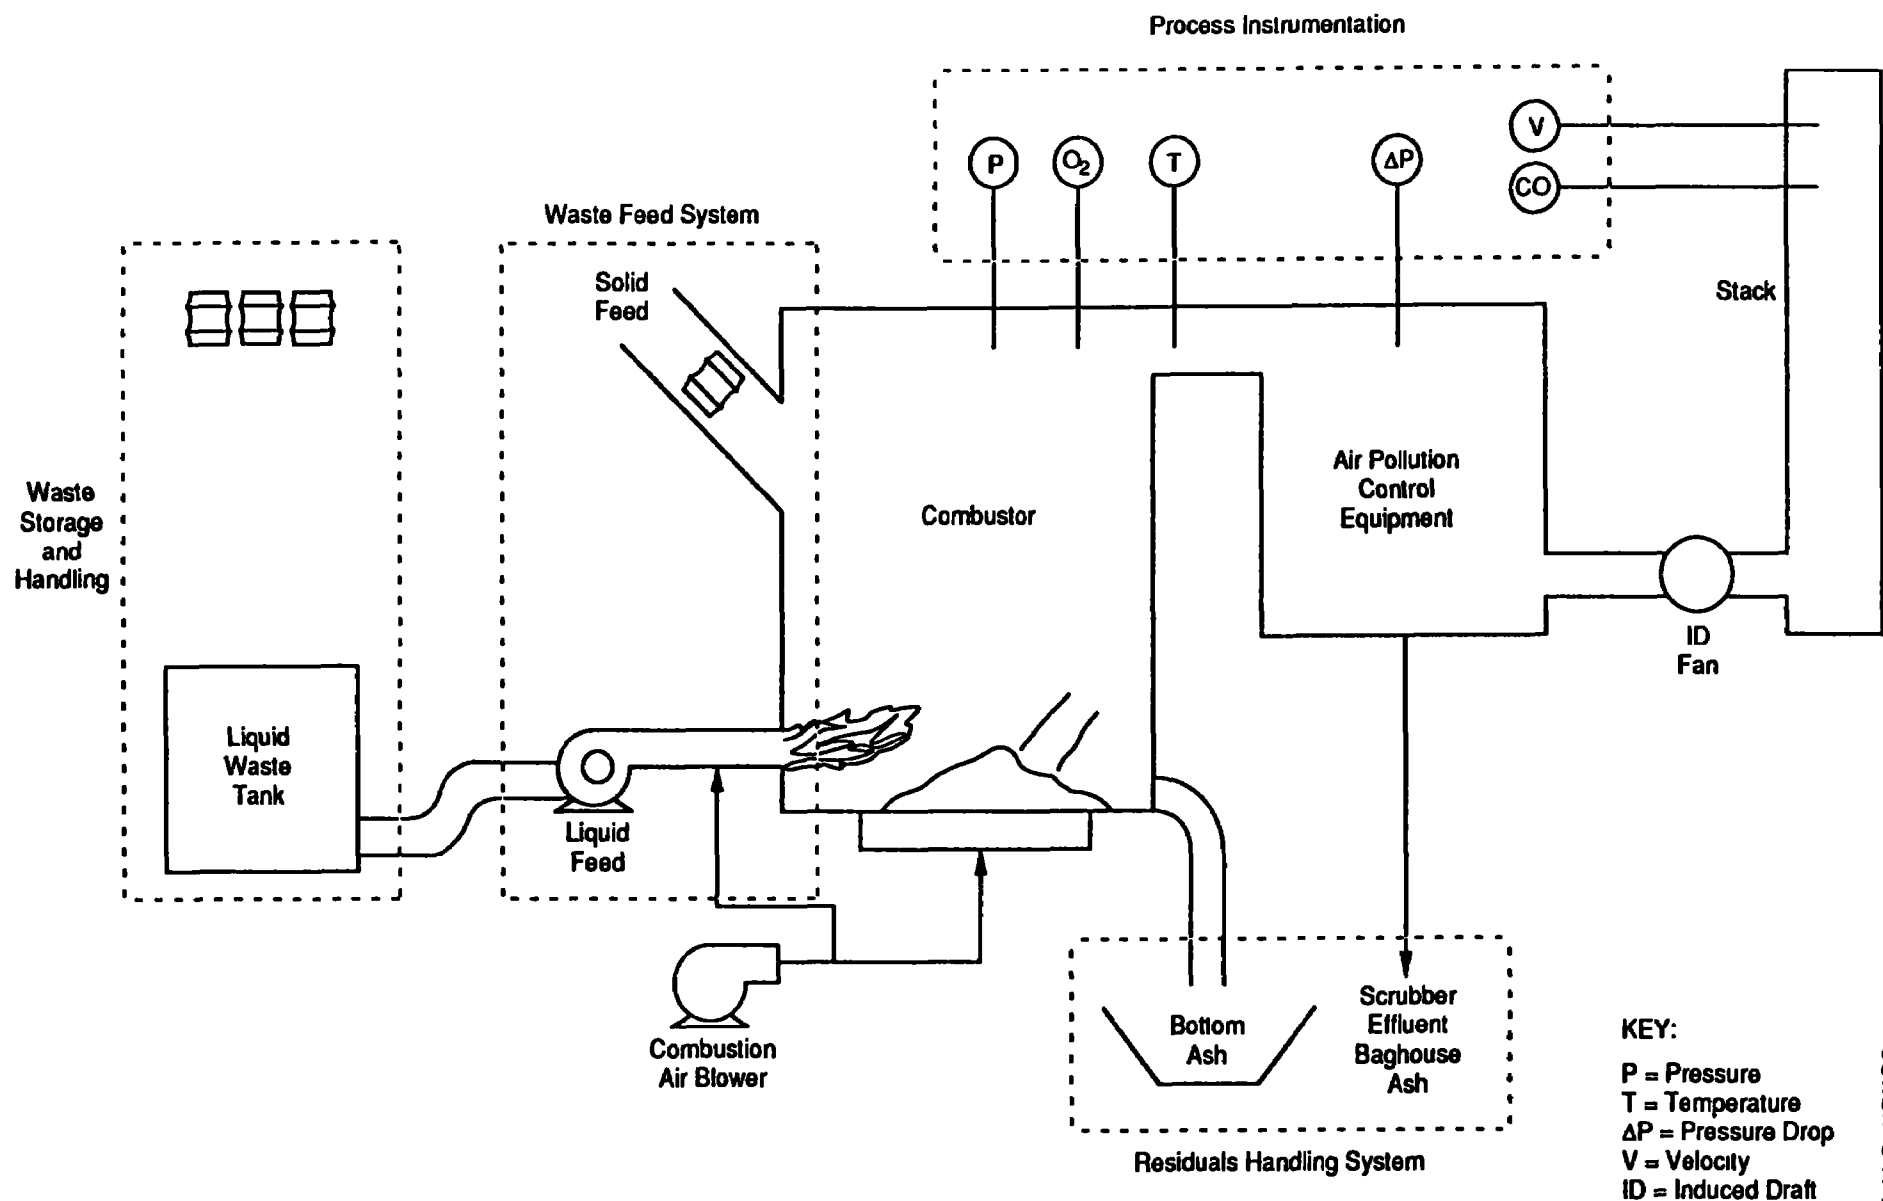 Process Instrumentation
V
P
O₂
T
ΔP
CO
Waste Feed System
Solid
Feed
Stack
Waste
Storage
and
Handling
Combustor
Air Pollution
Control
Equipment
ID
Fan
Liquid
Waste
Tank
Liquid
Feed
Combustion
Air Blower
Bottom
Ash
Scrubber
Effluent
Baghouse
Ash
Residuals Handling System
KEY:
P = Pressure
T = Temperature
ΔP = Pressure Drop
V = Velocity
ID = Induced Draft